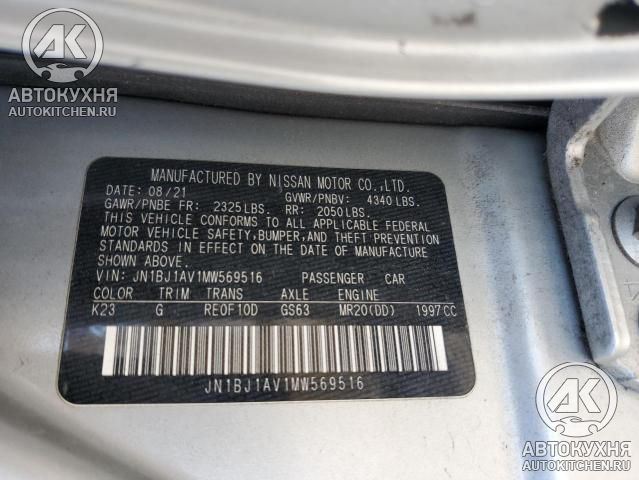 AK
АВТОКУХНЯ
AUTOKITCHEN.RU
MANUFACTURED BY NISSAN MOTOR CO.,LTD.
DATE: 08/21 GVWR/PNBV: 4340 LBS.
GAWR/PNBE FR: 2325 LBS. RR: 2050 LBS.
THIS VEHICLE CONFORMS TO ALL APPLICABLE FEDERAL
MOTOR VEHICLE SAFETY, BUMPER, AND THEFT PREVENTION
STANDARDS IN EFFECT ON THE DATE OF MANUFACTURE
SHOWN ABOVE.
VIN: JN1BJ1AV1MW569516 PASSENGER CAR
COLOR TRIM TRANS AXLE ENGINE
K23 G RE0F10D GS63 MR20(DD) 1997CC
JN1BJ1AV1MW569516
AK
АВТОКУХНЯ
AUTOKITCHEN.RU